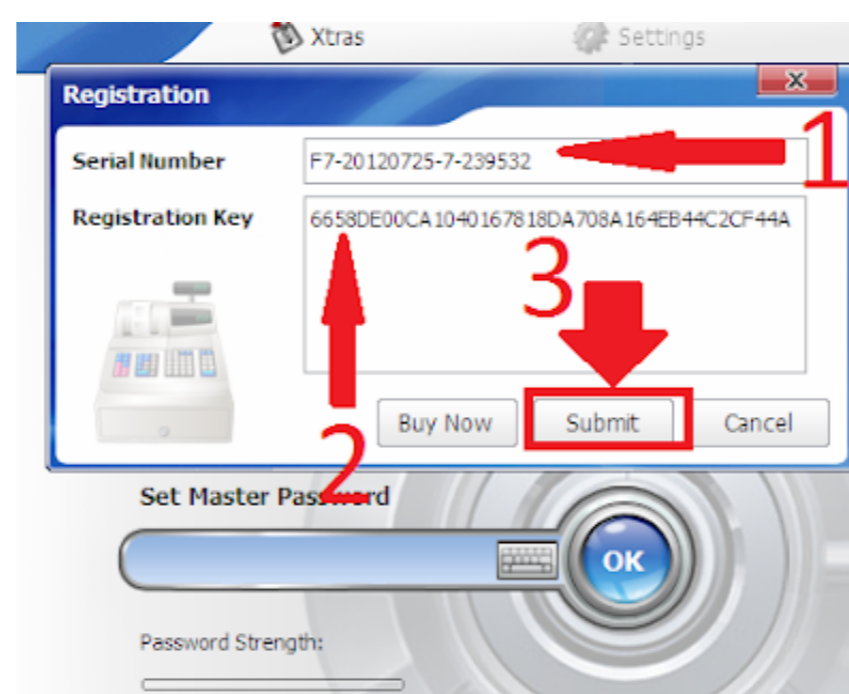 Xtras Settings
Registration
X
1
Serial Number F7-20120725-7-239532
Registration Key 6658DE00CA1040167818DA708A164EB44C2CF44A
3
2
Buy Now Submit Cancel
Set Master Password
OK
Password Strength: